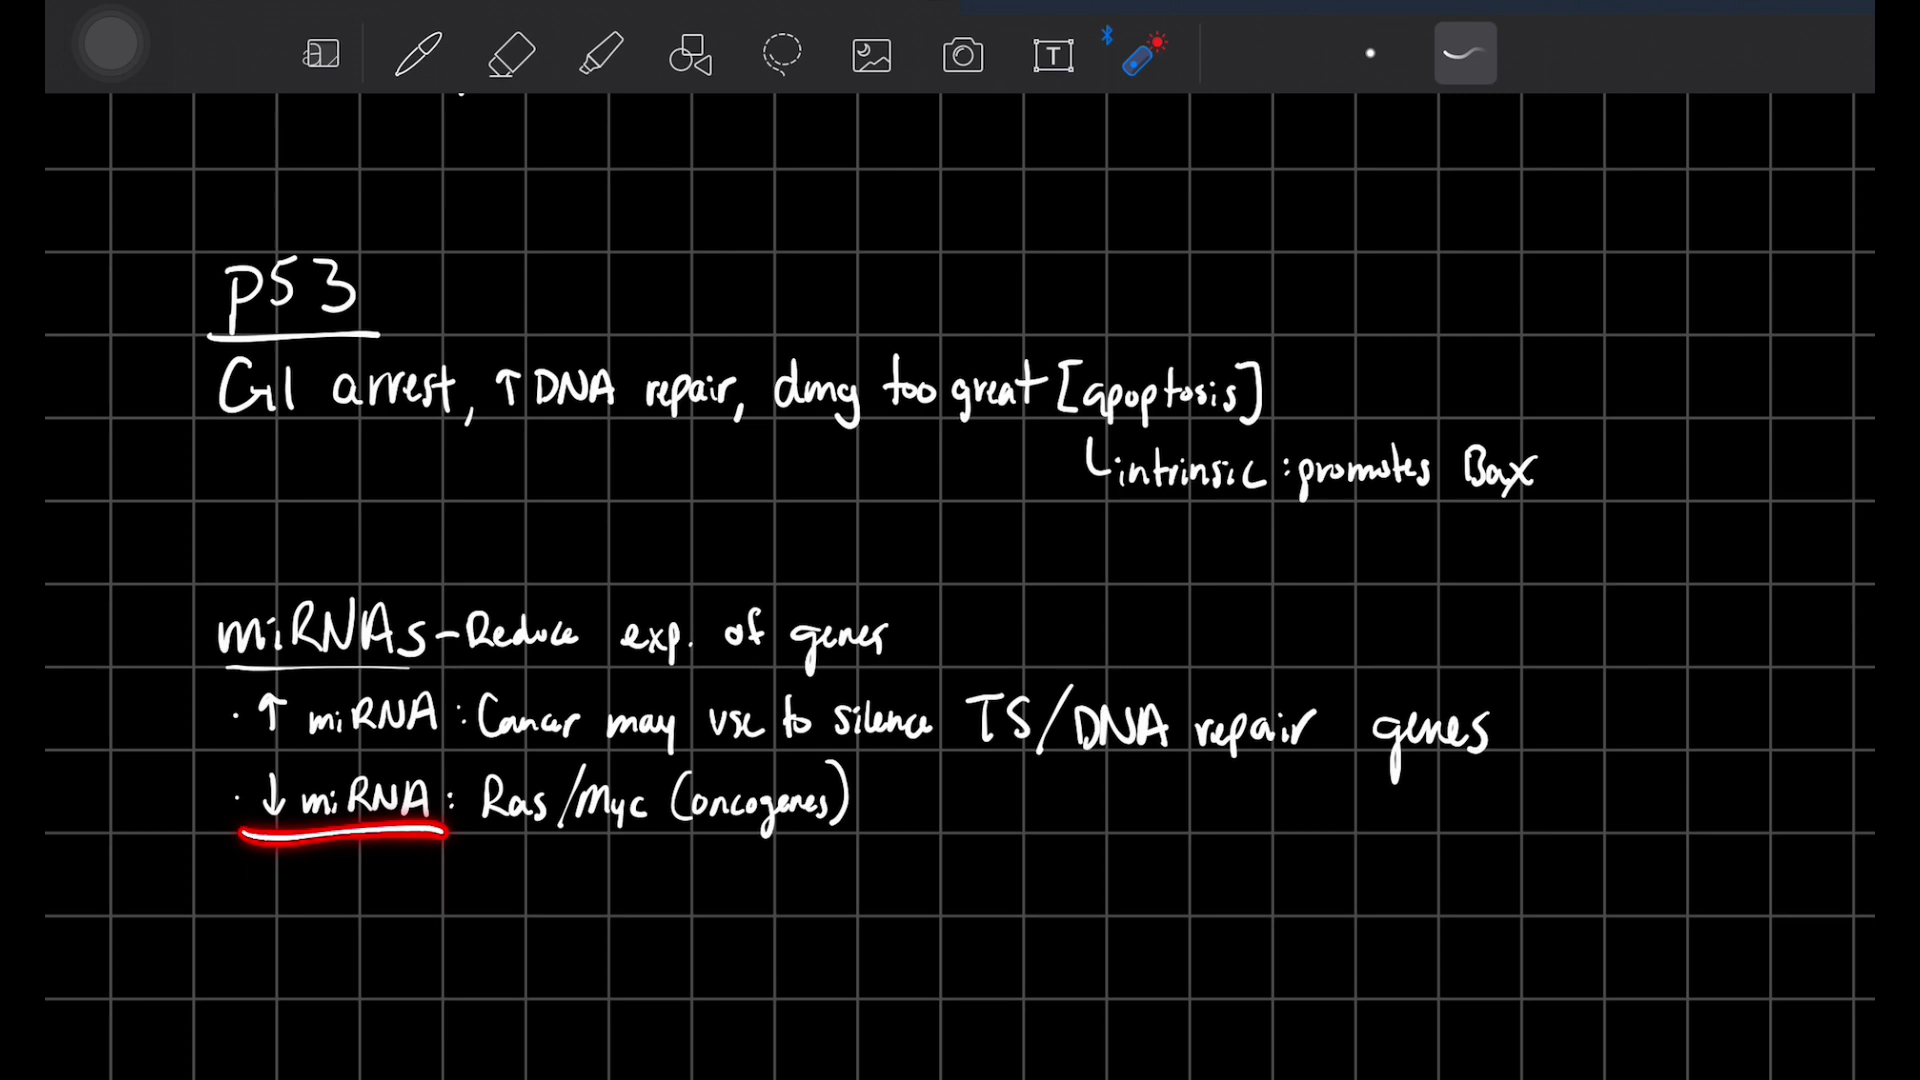 p53
G1 arrest, ↑ DNA repair, dmg too great [apoptosis]
intrinsic: promotes Bax
miRNAs - Reduce exp. of genes
· ↑ miRNA: Cancer may use to silence TS/DNA repair genes
· ↓ miRNA: Ras/Myc (oncogenes)